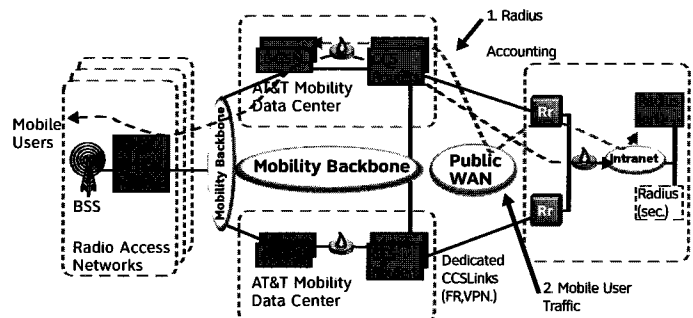 1. Radius
Accounting
AT&T Mobility
Data Center
Rr
Mobile
Users
Mobility Backbone
Mobility Backbone
Public
WAN
Intranet
BSS
Rr
Radius
(sec.)
Radio Access
Networks
AT&T Mobility
Data Center
Dedicated
CCSLinks
(FR,VPN.)
2. Mobile User
Traffic